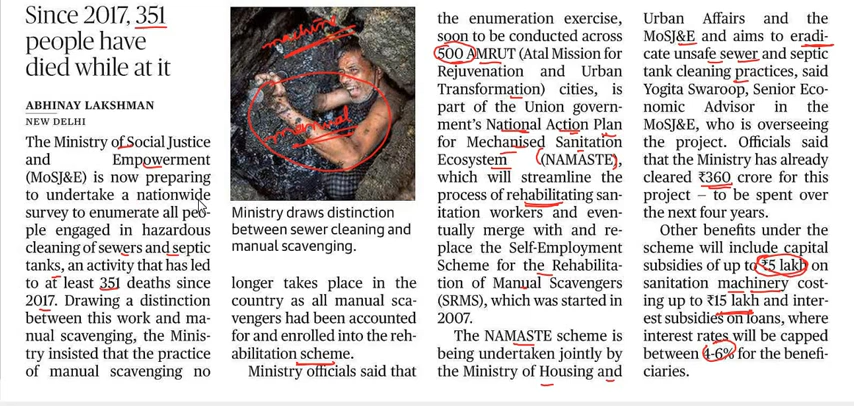 Since 2017, 351
people have
died while at it
ABHINAY LAKSHMAN
NEW DELHI
The Ministry of Social Justice
and Empowerment
(MoSJ&E) is now preparing
to undertake a nationwide
survey to enumerate all peo-
ple engaged in hazardous
cleaning of sewers and septic
tanks, an activity that has led
to at least 351 deaths since
2017. Drawing a distinction
between this work and ma-
nual scavenging, the Minis-
try insisted that the practice
of manual scavenging no
machine
manual
Ministry draws distinction
between sewer cleaning and
manual scavenging.
longer takes place in the
country as all manual sca-
vengers had been accounted
for and enrolled into the reh-
abilitation scheme.
Ministry officials said that
the enumeration exercise,
soon to be conducted across
500 AMRUT (Atal Mission for
Rejuvenation and Urban
Transformation) cities, is
part of the Union govern-
ment's National Action Plan
for Mechanised Sanitation
Ecosystem (NAMASTE),
which will streamline the
process of rehabilitating san-
itation workers and even-
tually merge with and re-
place the Self-Employment
Scheme for the Rehabilita-
tion of Manual Scavengers
(SRMS), which was started in
2007.
The NAMASTE scheme is
being undertaken jointly by
the Ministry of Housing and
Urban Affairs and the
MoSJ&E and aims to eradi-
cate unsafe sewer and septic
tank cleaning practices, said
Yogita Swaroop, Senior Eco-
nomic Advisor in the
MoSJ&E, who is overseeing
the project. Officials said
that the Ministry has already
cleared ₹360 crore for this
project – to be spent over
the next four years.
Other benefits under the
scheme will include capital
subsidies of up to ₹5 lakh on
sanitation machinery cost-
ing up to ₹15 lakh and inter-
est subsidies on loans, where
interest rates will be capped
between 4-6% for the benefi-
ciaries.